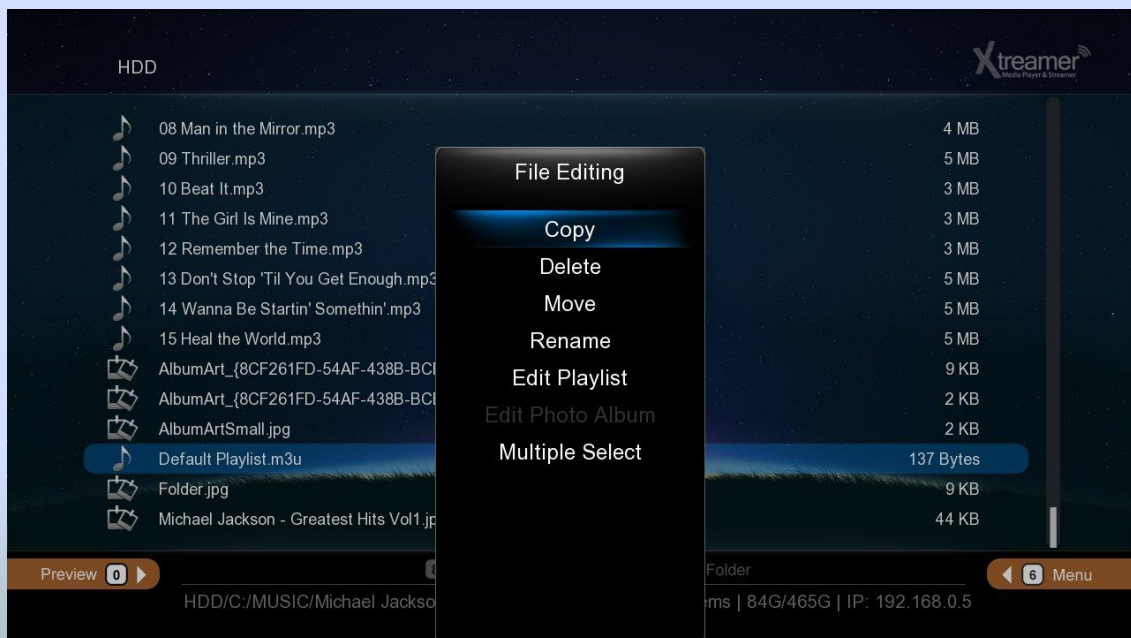 HDD
Xtreamer
Media Player & Streamer
08 Man in the Mirror.mp3 4 MB
09 Thriller.mp3 5 MB
10 Beat It.mp3 3 MB
11 The Girl Is Mine.mp3 3 MB
12 Remember the Time.mp3 3 MB
13 Don't Stop 'Til You Get Enough.mp3 5 MB
14 Wanna Be Startin' Somethin'.mp3 5 MB
15 Heal the World.mp3 5 MB
AlbumArt_{8CF261FD-54AF-438B-BCI 9 KB
AlbumArt_{8CF261FD-54AF-438B-BCI 2 KB
AlbumArtSmall.jpg 2 KB
Default Playlist.m3u 137 Bytes
Folder.jpg 9 KB
Michael Jackson - Greatest Hits Vol1.jp 44 KB
File Editing
Copy
Delete
Move
Rename
Edit Playlist
Edit Photo Album
Multiple Select
Preview 0
Folder
6 Menu
HDD/C:/MUSIC/Michael Jackso ms | 84G/465G | IP: 192.168.0.5